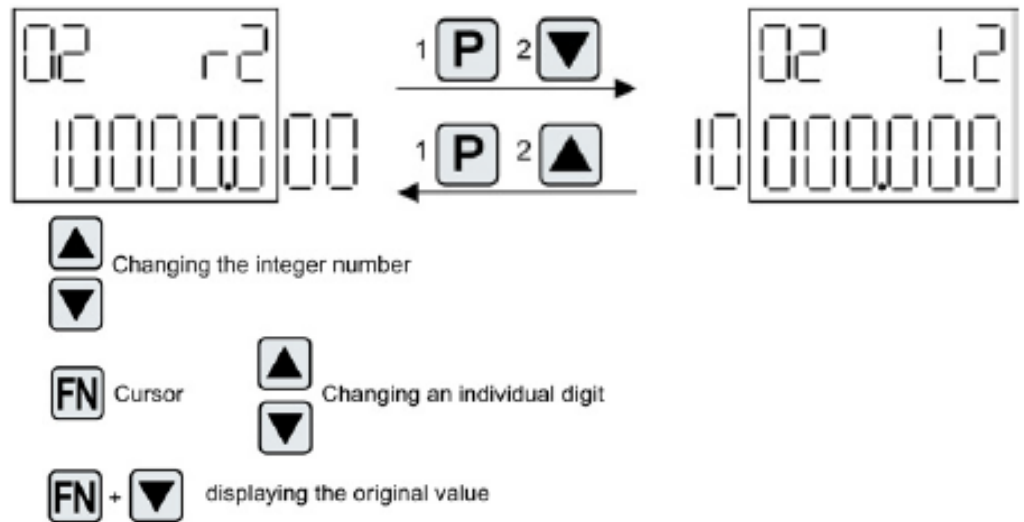 02 r2 1 P 2 02 L2
10000.000 1 P 2 10000.000
Changing the integer number
FN Cursor Changing an individual digit
FN + displaying the original value